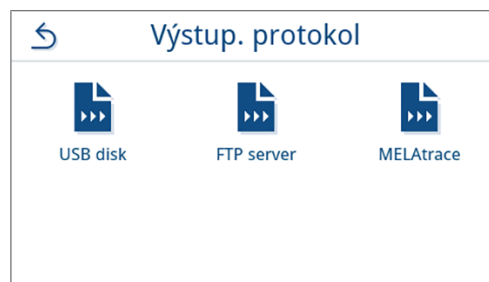 Výstup. protokol
USB disk FTP server MELAtrace